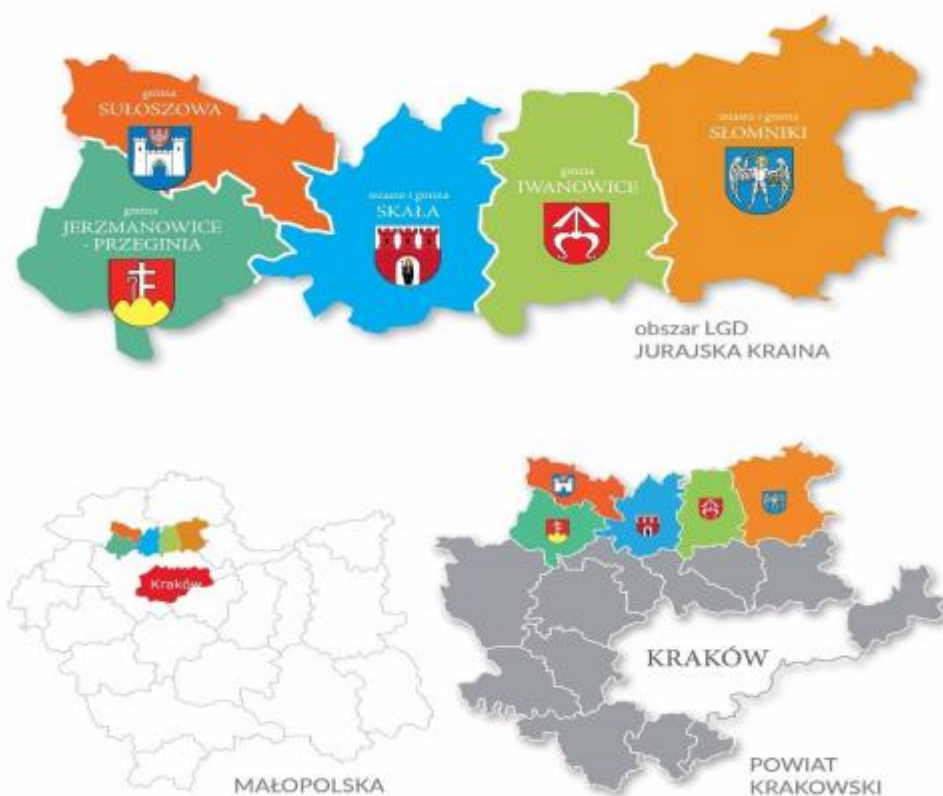 gmina
SUŁOSZOWA
gmina
JERZMANOWICE
- PRZEGINIA
miasto i gmina
SKAŁA
gmina
IWANOWICE
miasto i gmina
SŁOMNIKI
obszar LGD
JURAJSKA KRAINA
Kraków
MAŁOPOLSKA
KRAKÓW
POWIAT
KRAKOWSKI